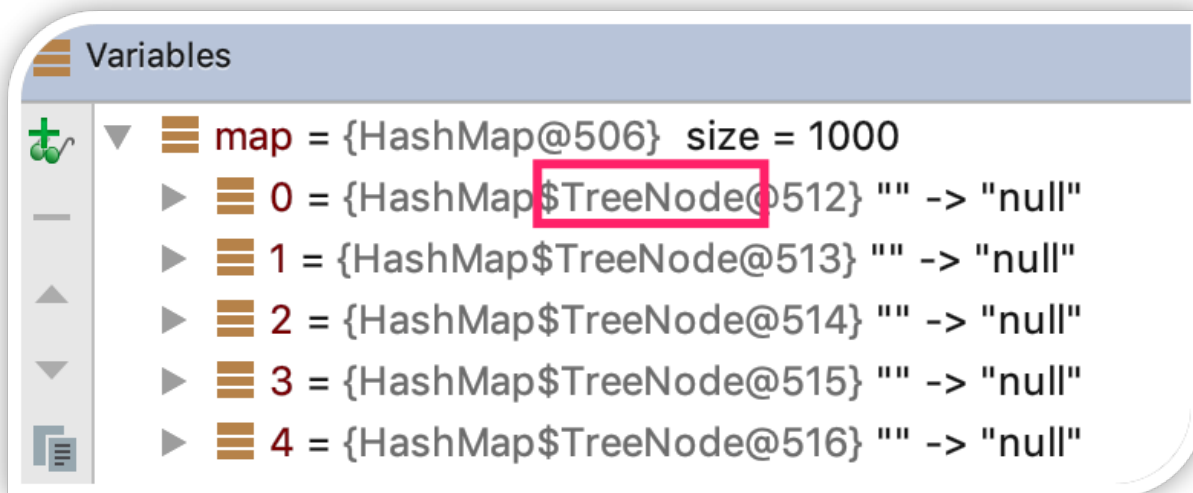 Variables
map = {HashMap@506} size = 1000
0 = {HashMap$TreeNode@512} "" -> "null"
1 = {HashMap$TreeNode@513} "" -> "null"
2 = {HashMap$TreeNode@514} "" -> "null"
3 = {HashMap$TreeNode@515} "" -> "null"
4 = {HashMap$TreeNode@516} "" -> "null"